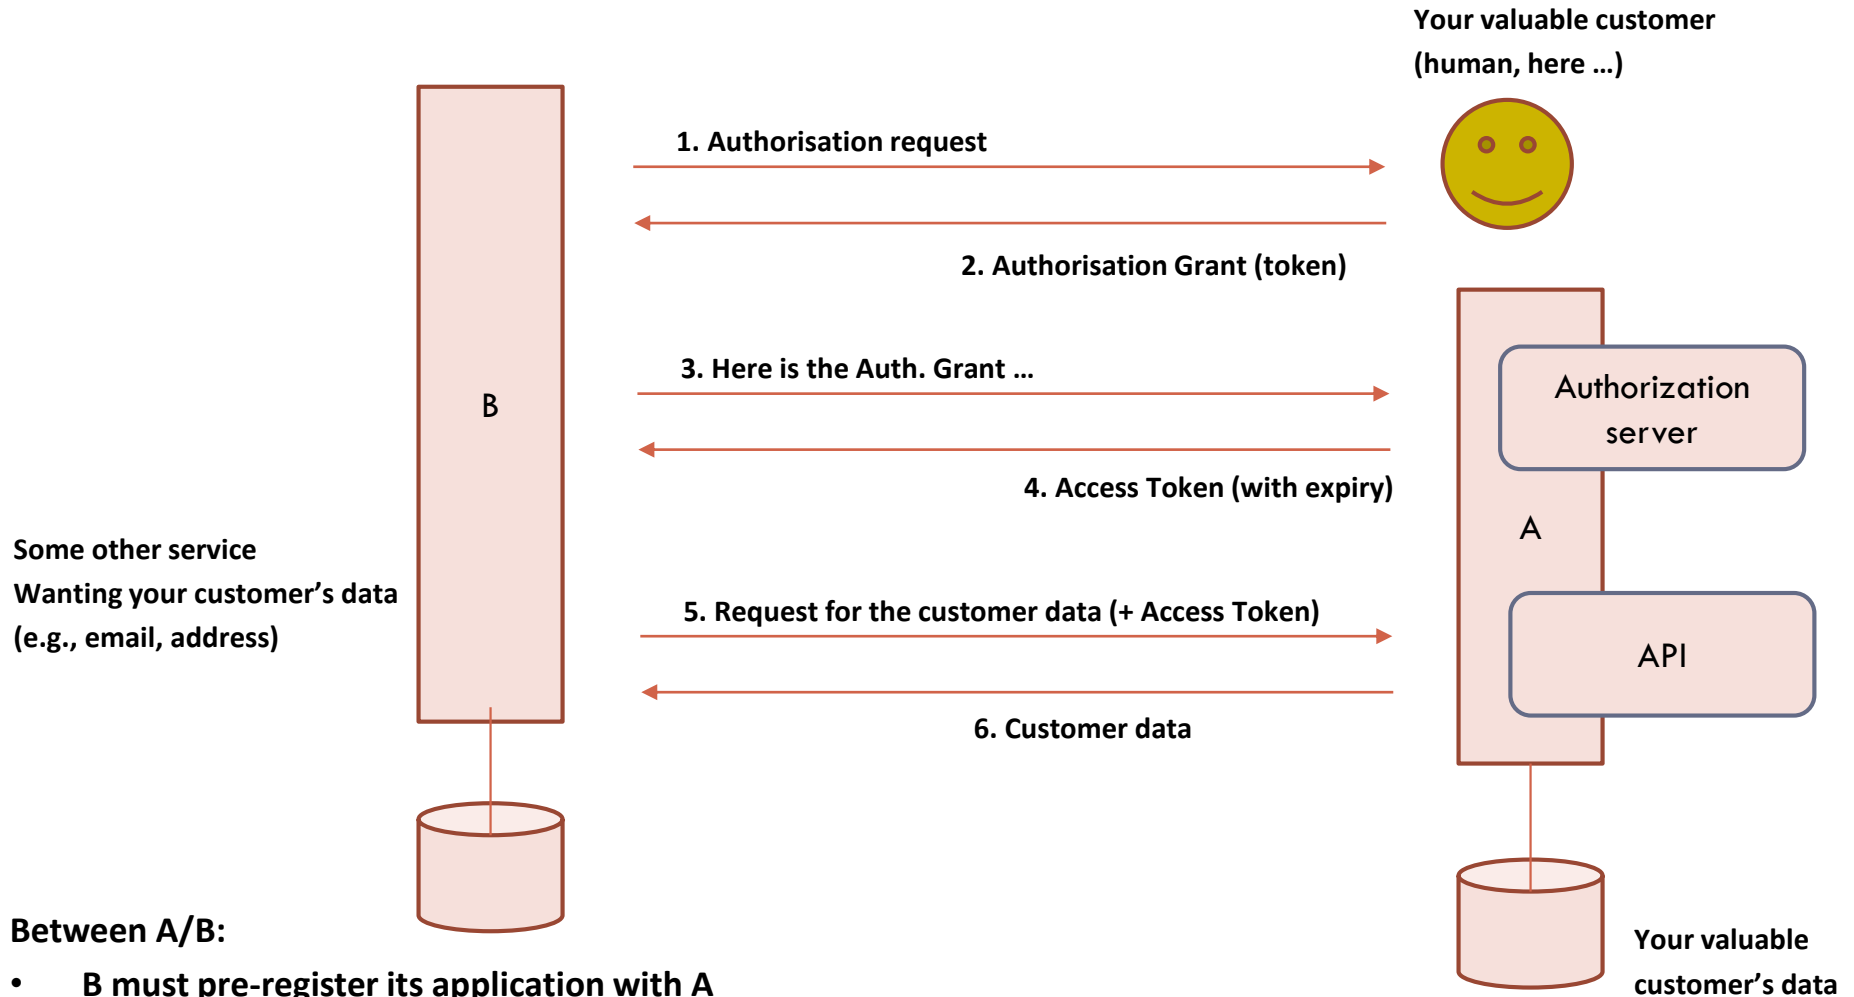 Your valuable customer
(human, here …)
1. Authorisation request
2. Authorisation Grant (token)
3. Here is the Auth. Grant …
Authorization
server
B
4. Access Token (with expiry)
A
Some other service
Wanting your customer’s data
(e.g., email, address)
5. Request for the customer data (+ Access Token)
API
6. Customer data
Between A/B:
• B must pre-register its application with A
Your valuable
customer’s data